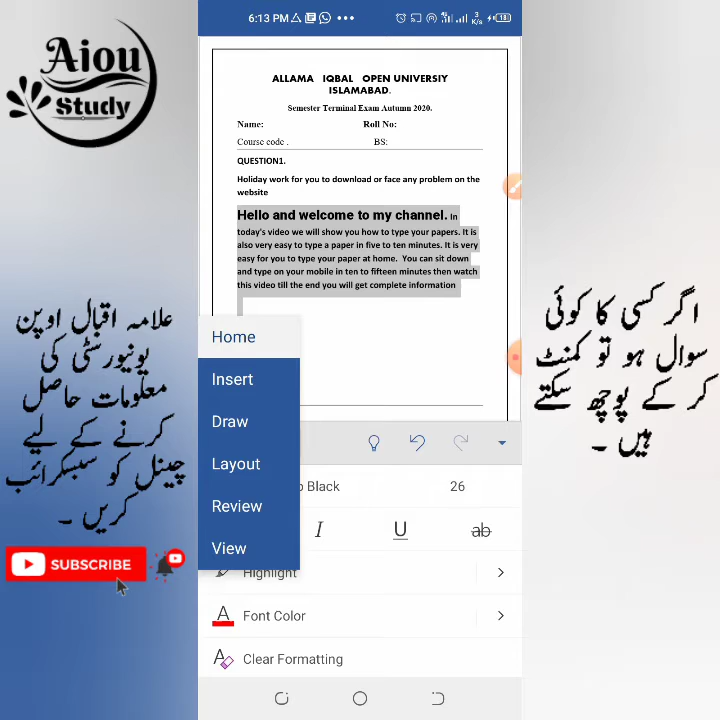 Aiou
Study
علامہ اقبال اوپن
یونیورسٹی کی
معلومات حاصل
کرنے کے لیے
چینل کو سبسکرائب
کریں ۔
SUBSCRIBE
6:13 PM
4G
3
K/s
18
ALLAMA IQBAL OPEN UNIVERSIY
ISLAMABAD.
Semester Terminal Exam Autumn 2020.
Name: Roll No:
Course code . BS:
QUESTION1.
Holiday work for you to download or face any problem on the
website
Hello and welcome to my channel. In
today's video we will show you how to type your papers. It is
also very easy to type a paper in five to ten minutes. It is very
easy for you to type your paper at home. You can sit down
and type on your mobile in ten to fifteen minutes then watch
this video till the end you will get complete information
Home
Insert
Draw
Layout
Review
View
Black 26
I U ab
Highlight
A Font Color
A Clear Formatting
اگر کسی کا کوئی
سوال ہو تو کمنٹ
کر کے پوچھ سکتے
ہیں ۔